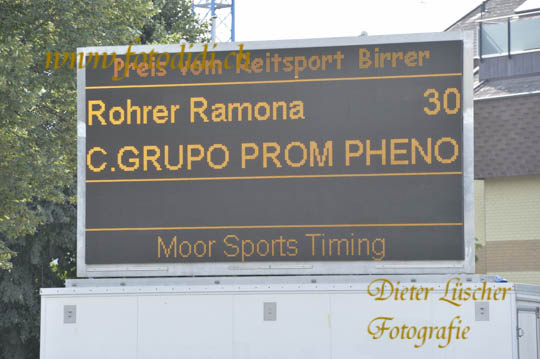 www.fotodidi.ch
Preis vom Reitsport Birrer
Rohrer Ramona 30
C.GRUPO PROM PHENO
Moor Sports Timing
Dieter Lüscher
Fotografie